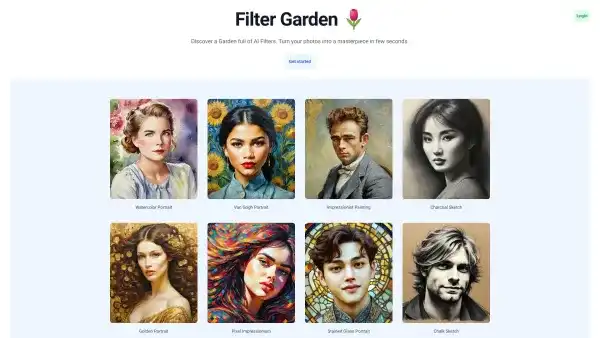 Filter Garden 🌷
Login
Discover a Garden full of AI Filters. Turn your photos into a masterpiece in few seconds.
Get started
Watercolor Portrait
Van Gogh Portrait
Impressionist Painting
Charcoal Sketch
Golden Portrait
Pixel Impressionism
Stained Glass Portrait
Chalk Sketch